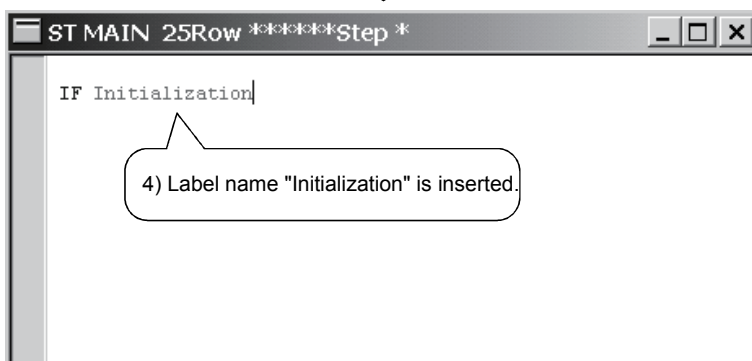 ST MAIN 25Row ******Step *
IF Initialization
4) Label name "Initialization" is inserted.